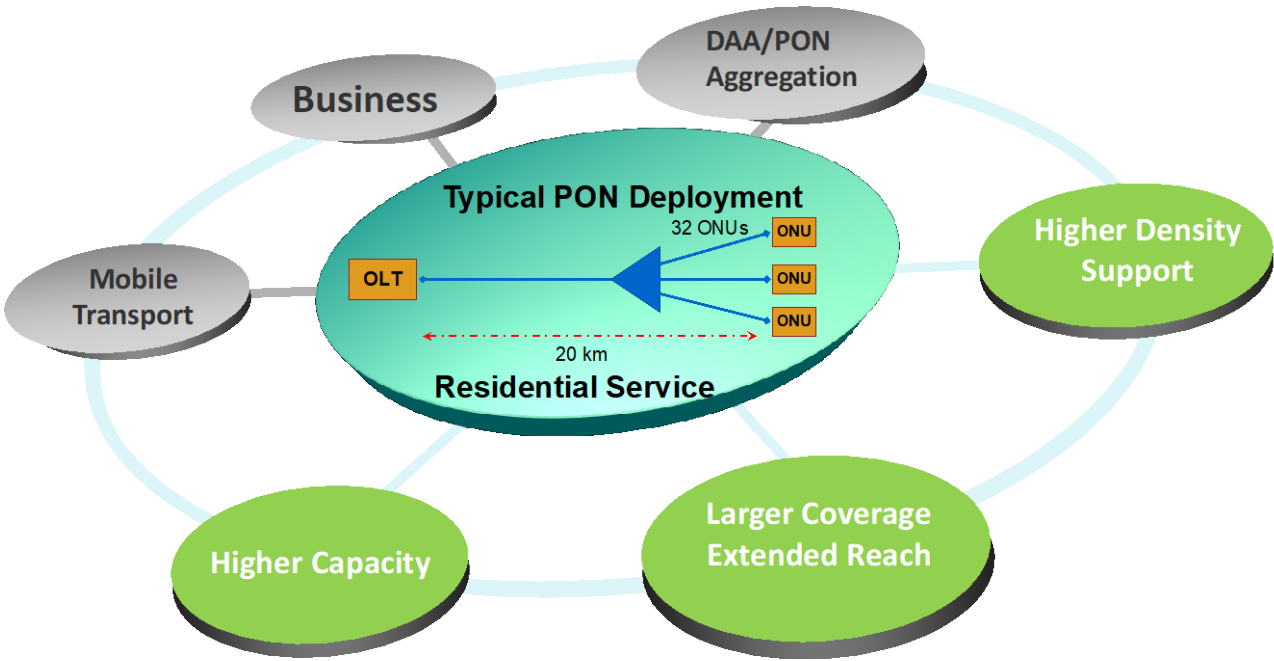 DAA/PON
Aggregation
Business
Typical PON Deployment
32 ONUs
ONU
Higher Density
Support
Mobile
Transport
OLT
ONU
ONU
20 km
Residential Service
Larger Coverage
Extended Reach
Higher Capacity